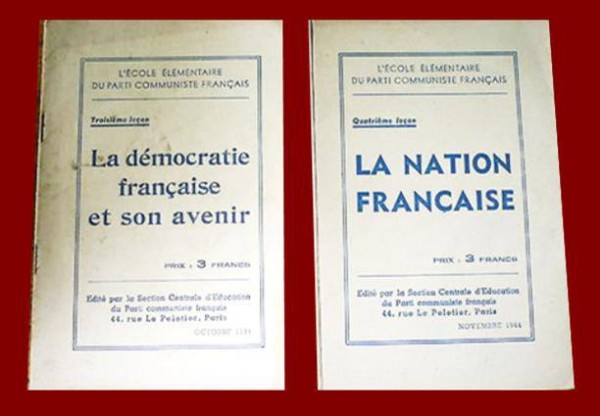 L'ÉCOLE ÉLÉMENTAIRE
DU PARTI COMMUNISTE FRANÇAIS
Troisième leçon
La démocratie
française
et son avenir
PRIX : 3 FRANCS
Edité par la Section Centrale d'Education
du Parti communiste français
44, rue Le Peletier, Paris
OCTOBRE 1944
L'ÉCOLE ÉLÉMENTAIRE
DU PARTI COMMUNISTE FRANÇAIS
Quatrième leçon
LA NATION
FRANÇAISE
PRIX : 3 FRANCS
Edité par la Section Centrale d'Education
du Parti communiste français
44, rue Le Peletier, Paris
NOVEMBRE 1944